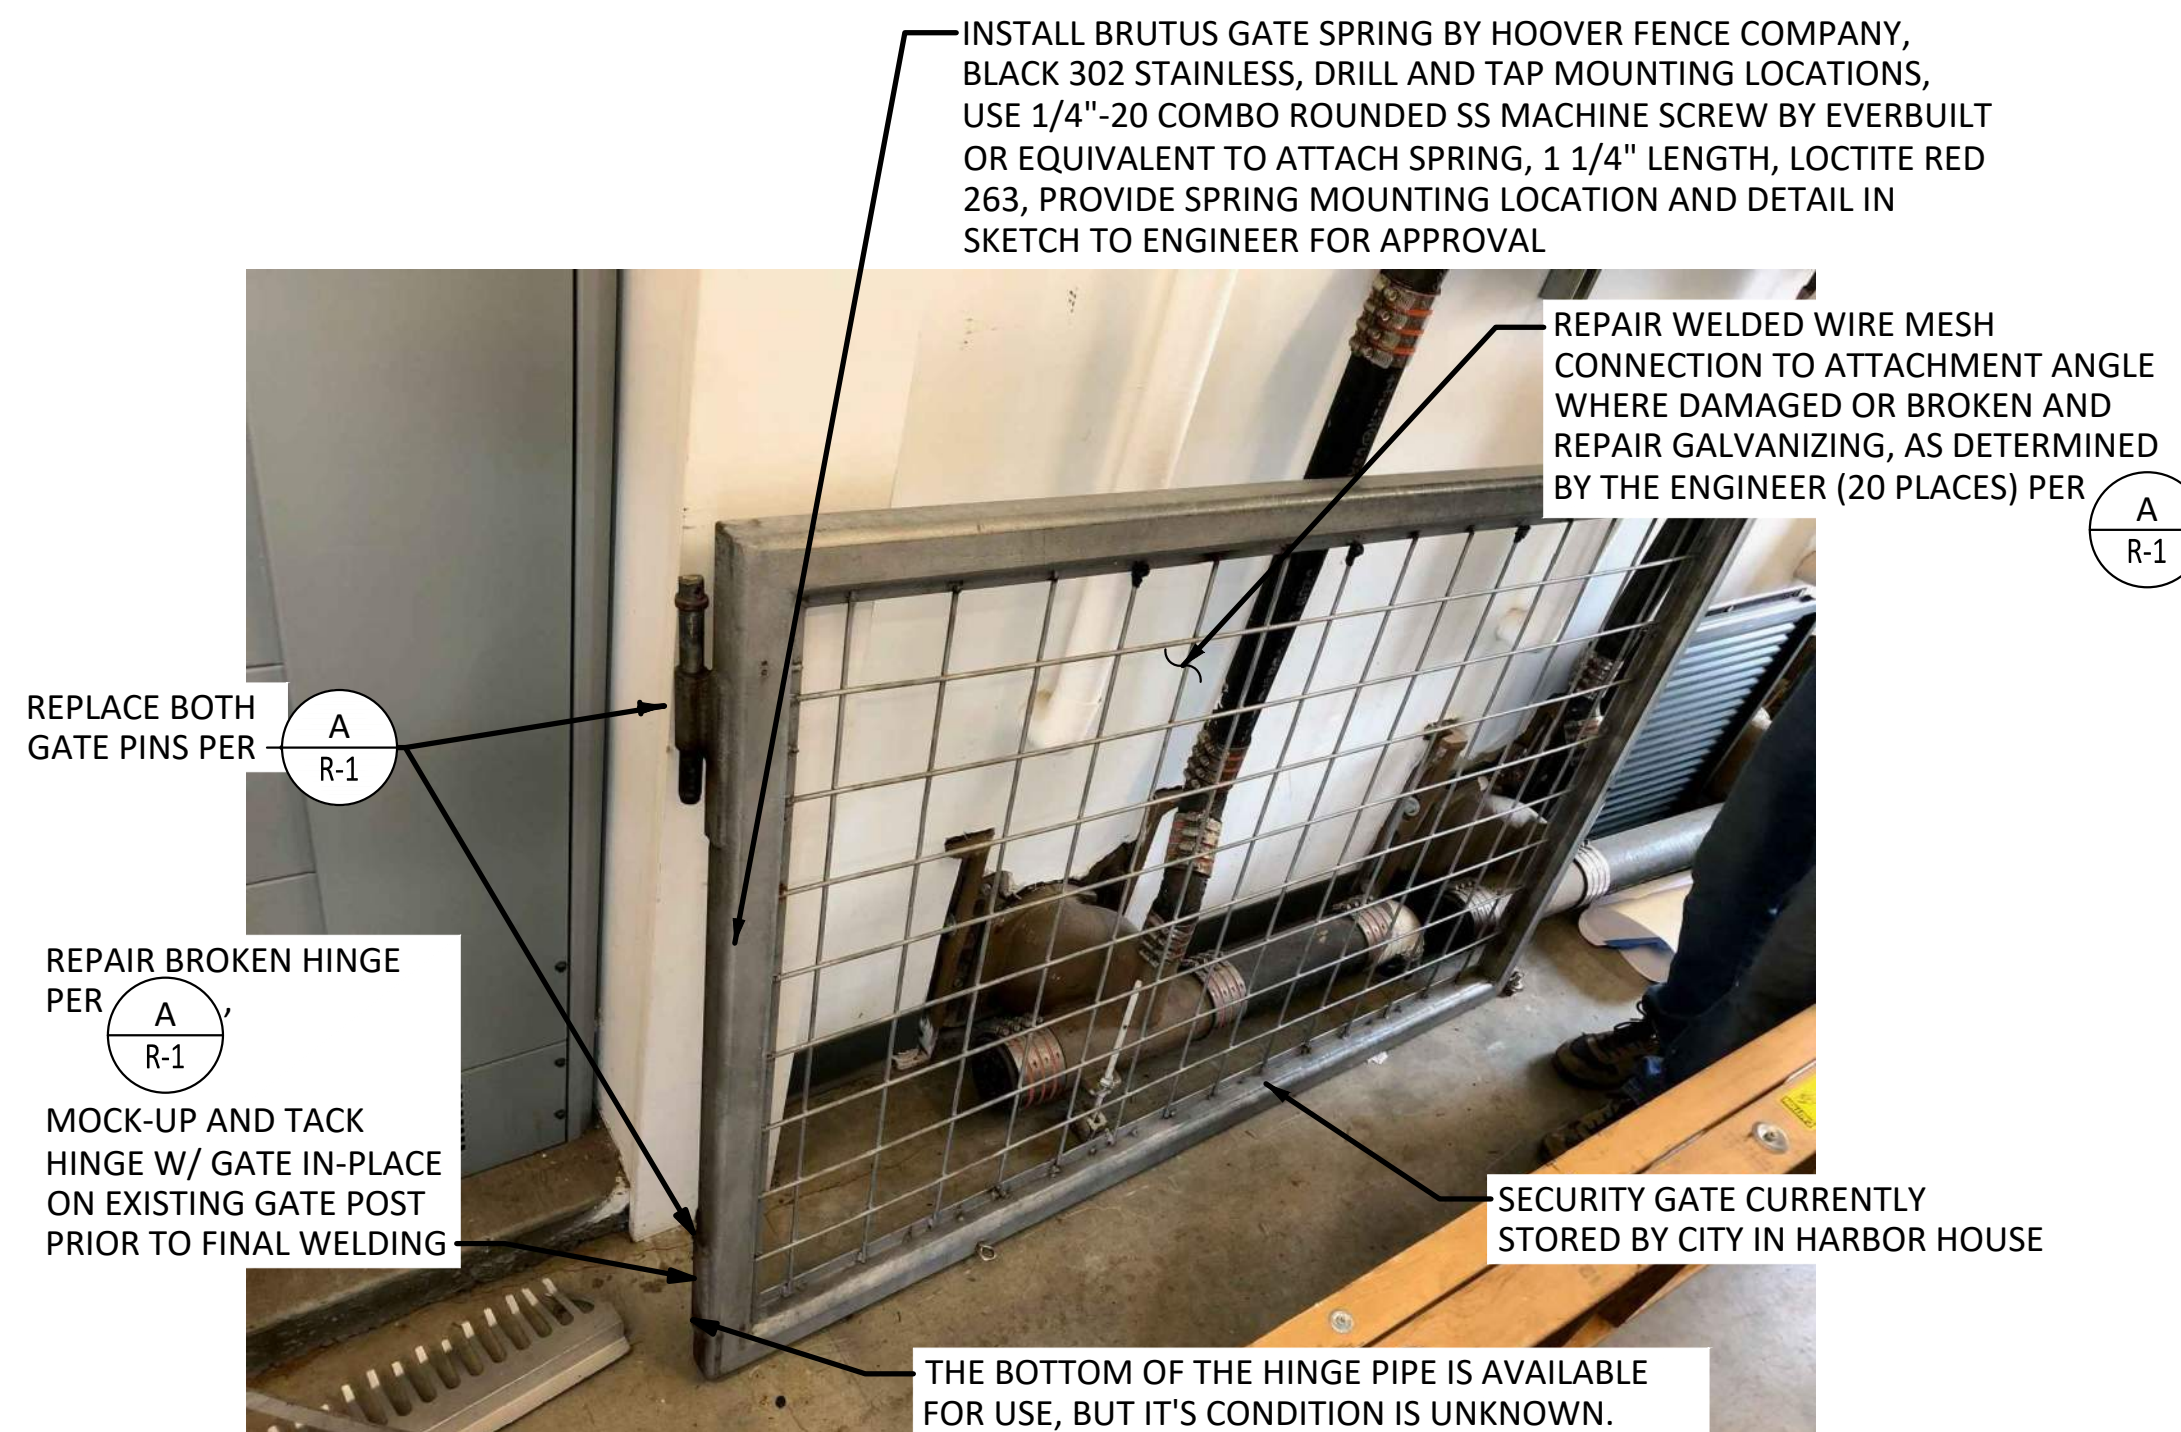 INSTALL BRUTUS GATE SPRING BY HOOVER FENCE COMPANY,
BLACK 302 STAINLESS, DRILL AND TAP MOUNTING LOCATIONS,
USE 1/4"-20 COMBO ROUNDED SS MACHINE SCREW BY EVERBUILT
OR EQUIVALENT TO ATTACH SPRING, 1 1/4" LENGTH, LOCTITE RED
263, PROVIDE SPRING MOUNTING LOCATION AND DETAIL IN
SKETCH TO ENGINEER FOR APPROVAL
REPAIR WELDED WIRE MESH
CONNECTION TO ATTACHMENT ANGLE
WHERE DAMAGED OR BROKEN AND
REPAIR GALVANIZING, AS DETERMINED
BY THE ENGINEER (20 PLACES) PER
A
R-1
REPLACE BOTH
GATE PINS PER
A
R-1
REPAIR BROKEN HINGE
PER
A
R-1
,
MOCK-UP AND TACK
HINGE W/ GATE IN-PLACE
ON EXISTING GATE POST
PRIOR TO FINAL WELDING
SECURITY GATE CURRENTLY
STORED BY CITY IN HARBOR HOUSE
THE BOTTOM OF THE HINGE PIPE IS AVAILABLE
FOR USE, BUT IT'S CONDITION IS UNKNOWN.